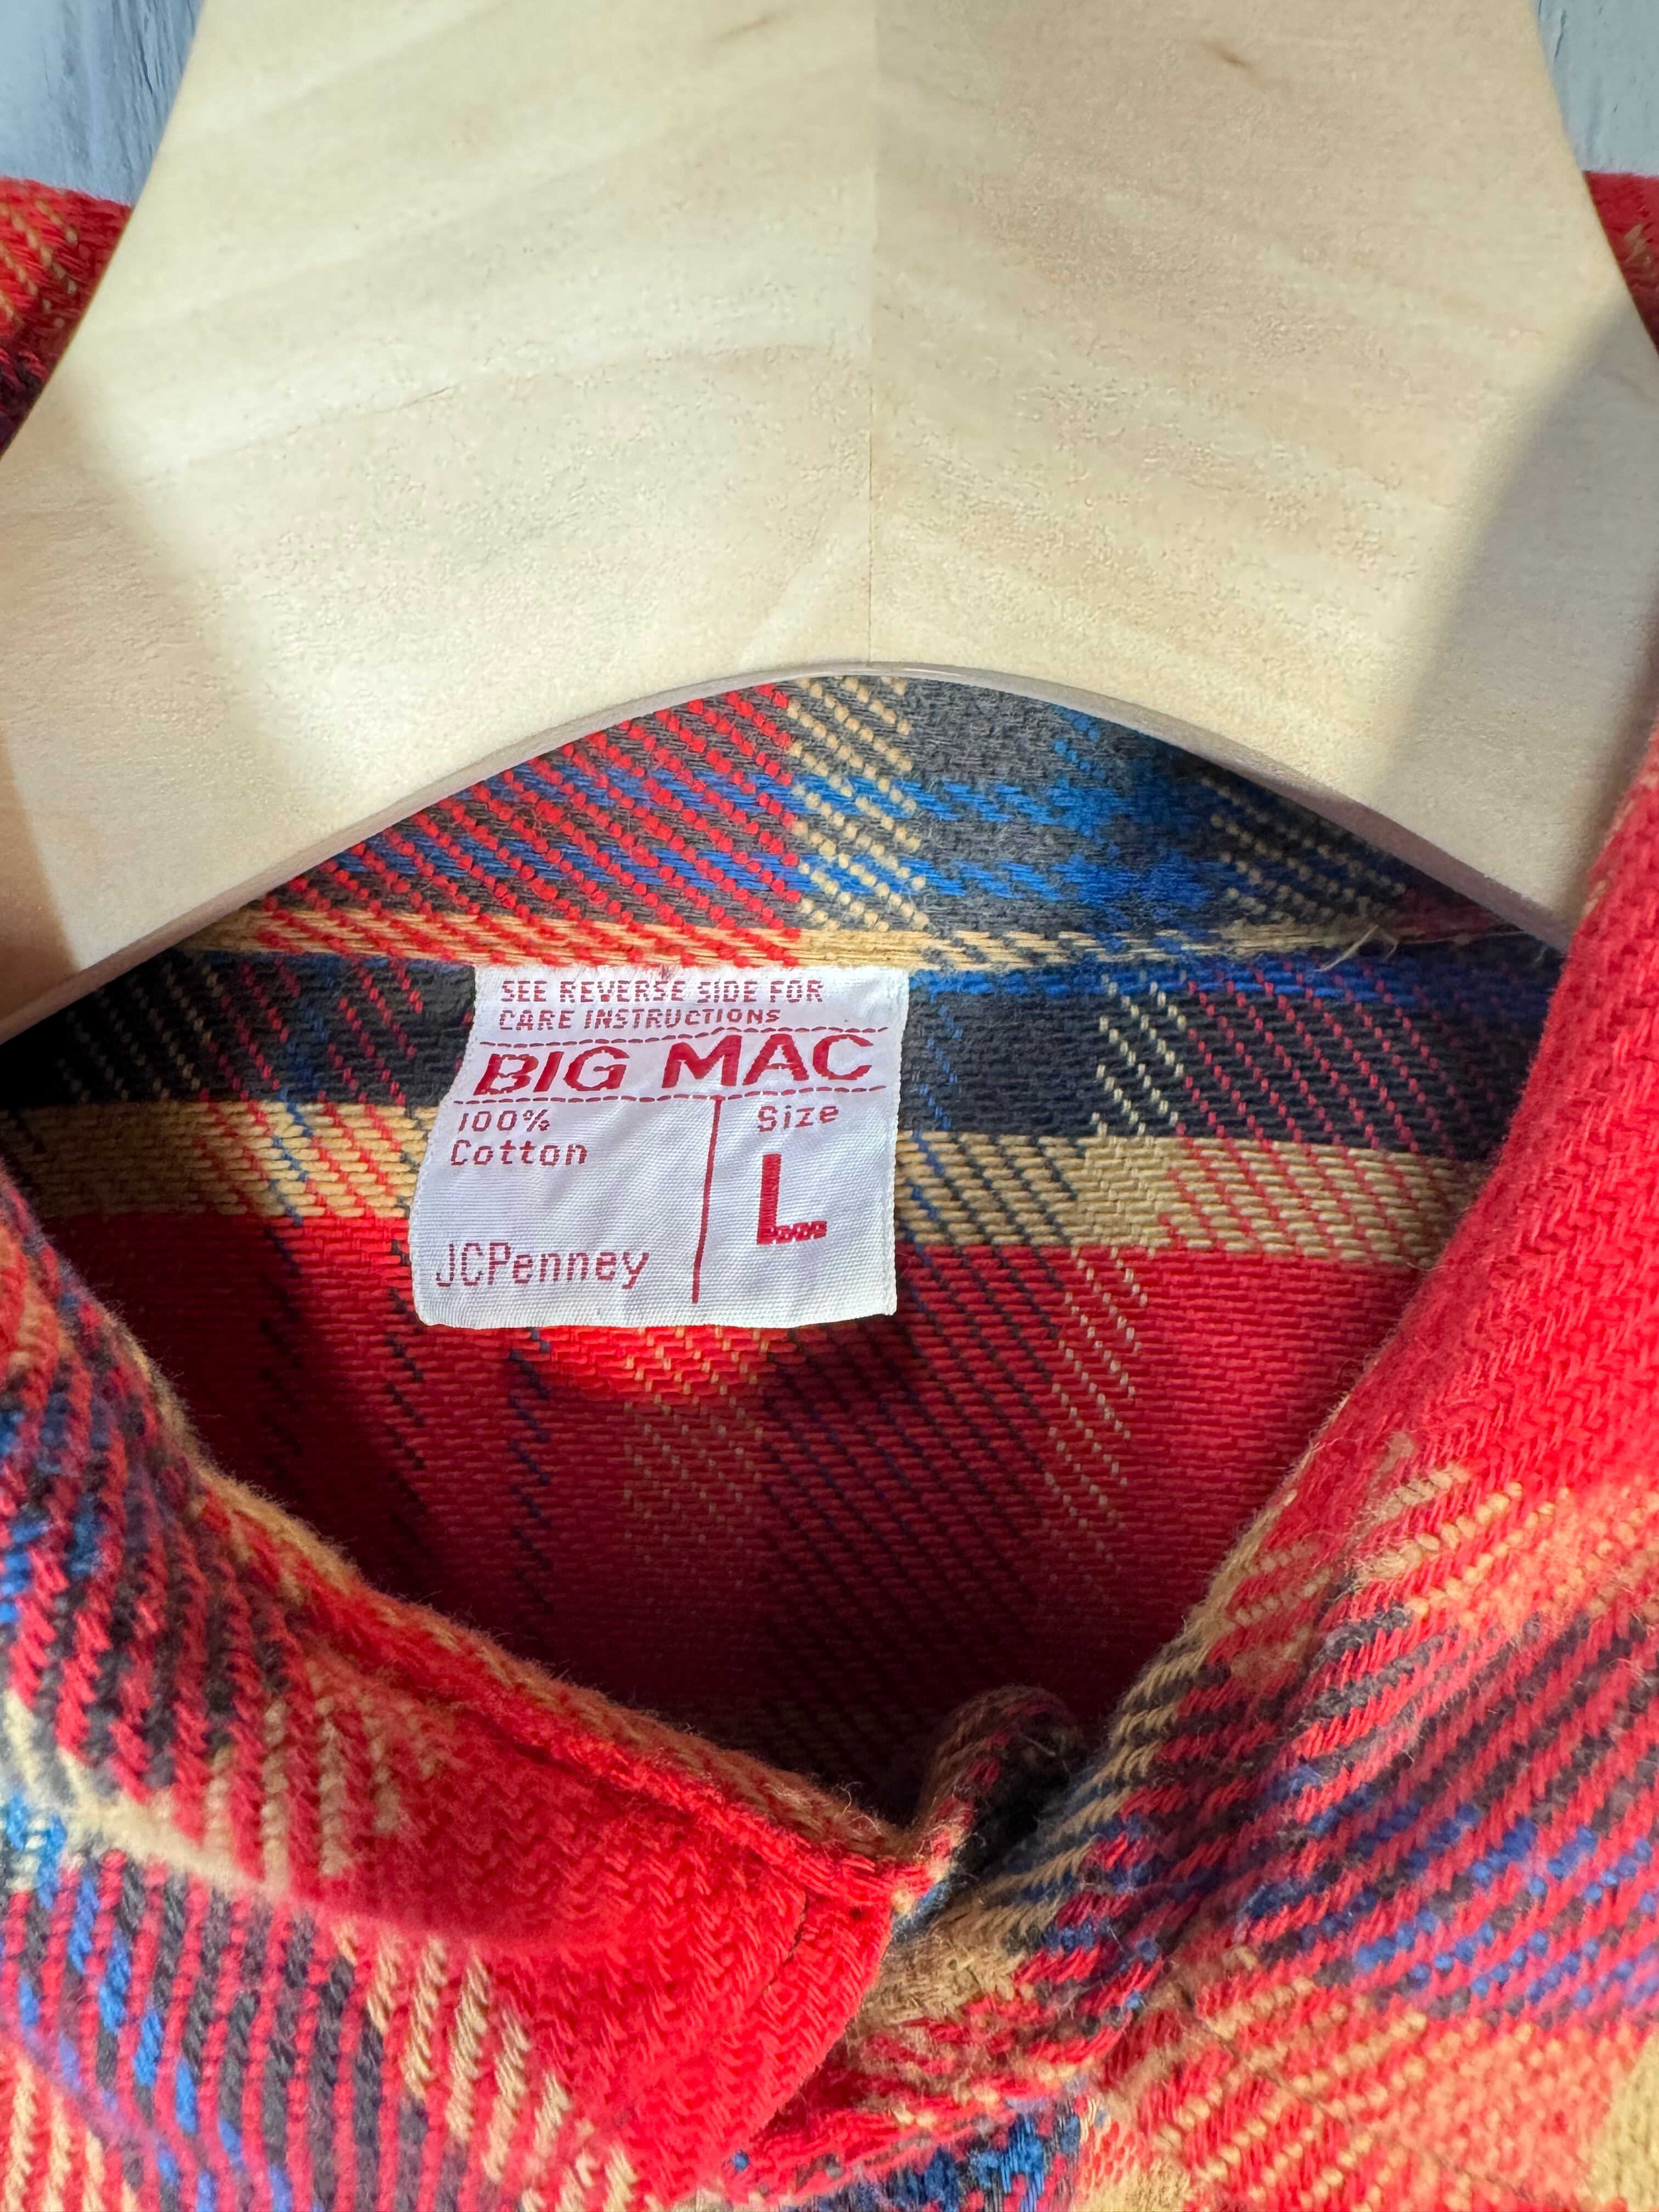 SEE REVERSE SIDE FOR
CARE INSTRUCTIONS
BIG MAC
100%
Cotton
Size
L
JCPenney